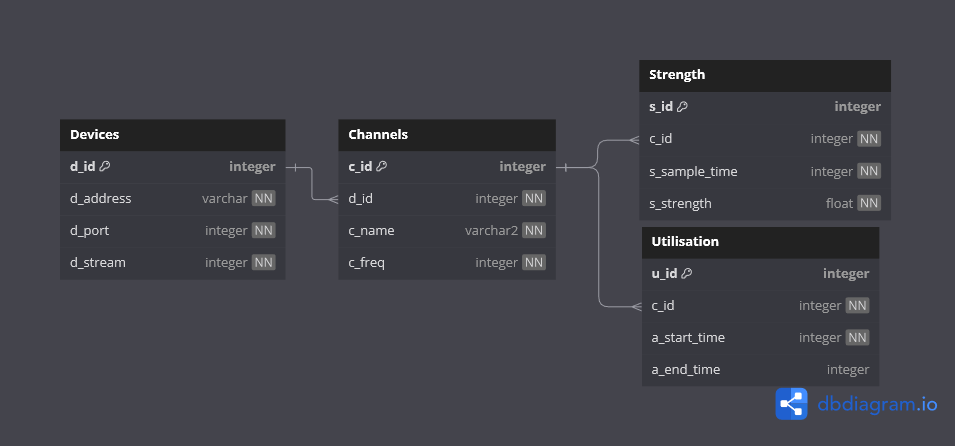 Devices
d_id integer
d_address varchar NN
d_port integer NN
d_stream integer NN
Channels
c_id integer
d_id integer NN
c_name varchar2 NN
c_freq integer NN
Strength
s_id integer
c_id integer NN
s_sample_time integer NN
s_strength float NN
Utilisation
u_id integer
c_id integer NN
a_start_time integer NN
a_end_time integer
dbdiagram.io